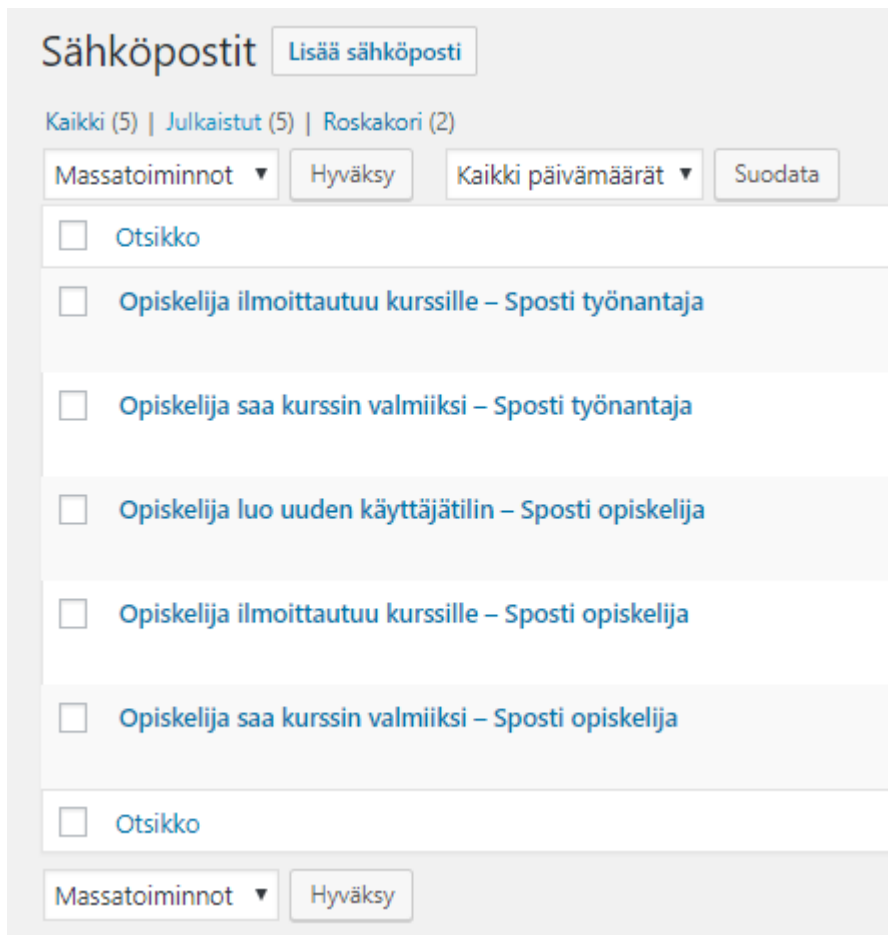 Sähköpostit Lisää sähköposti
Kaikki (5) | Julkaistut (5) | Roskakori (2)
Massatoiminnot Hyväksy Kaikki päivämäärät Suodata
Otsikko
Opiskelija ilmoittautuu kurssille – Sposti työnantaja
Opiskelija saa kurssin valmiiksi – Sposti työnantaja
Opiskelija luo uuden käyttäjätilin – Sposti opiskelija
Opiskelija ilmoittautuu kurssille – Sposti opiskelija
Opiskelija saa kurssin valmiiksi – Sposti opiskelija
Otsikko
Massatoiminnot Hyväksy